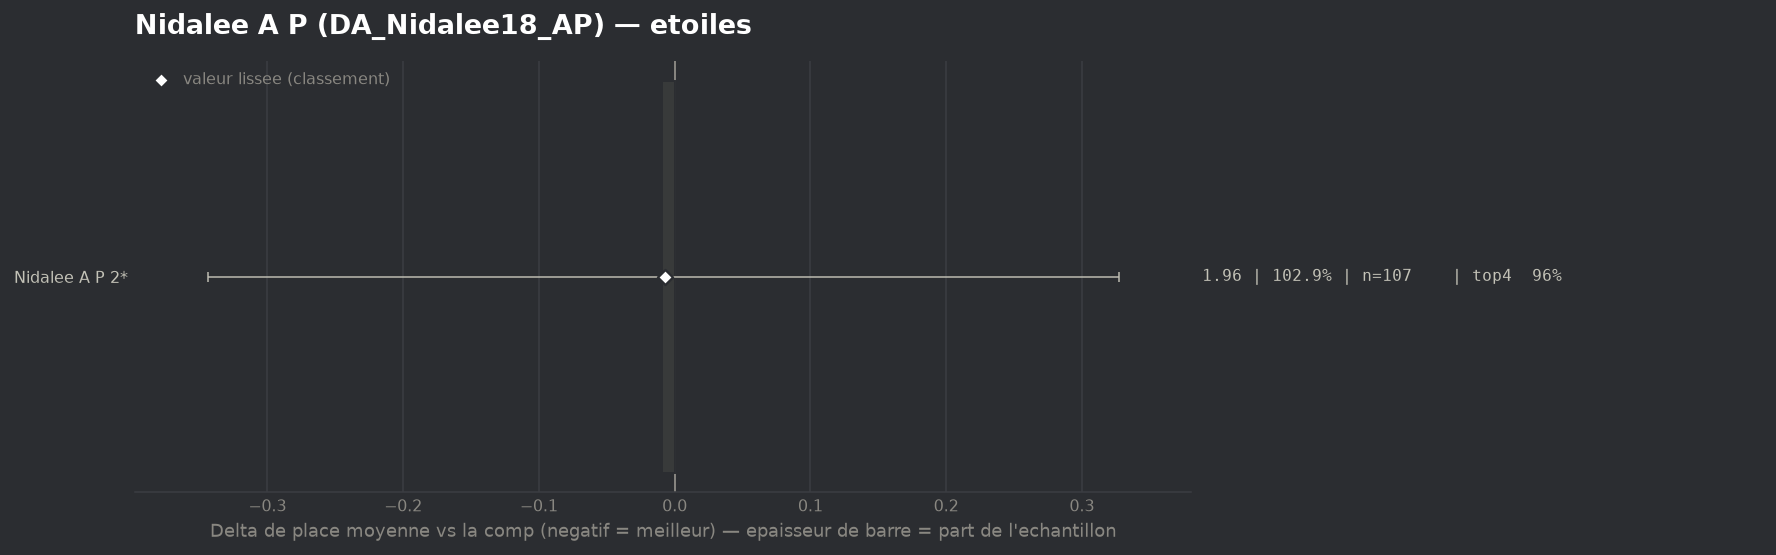 Nidalee A P (DA_Nidalee18_AP) — etoiles
valeur lissee (classement)
Nidalee A P 2*
1.96 | 102.9% | n=107    | top4  96%
−0.3
−0.2
−0.1
0.0
0.1
0.2
0.3
Delta de place moyenne vs la comp (negatif = meilleur) — epaisseur de barre = part de l'echantillon